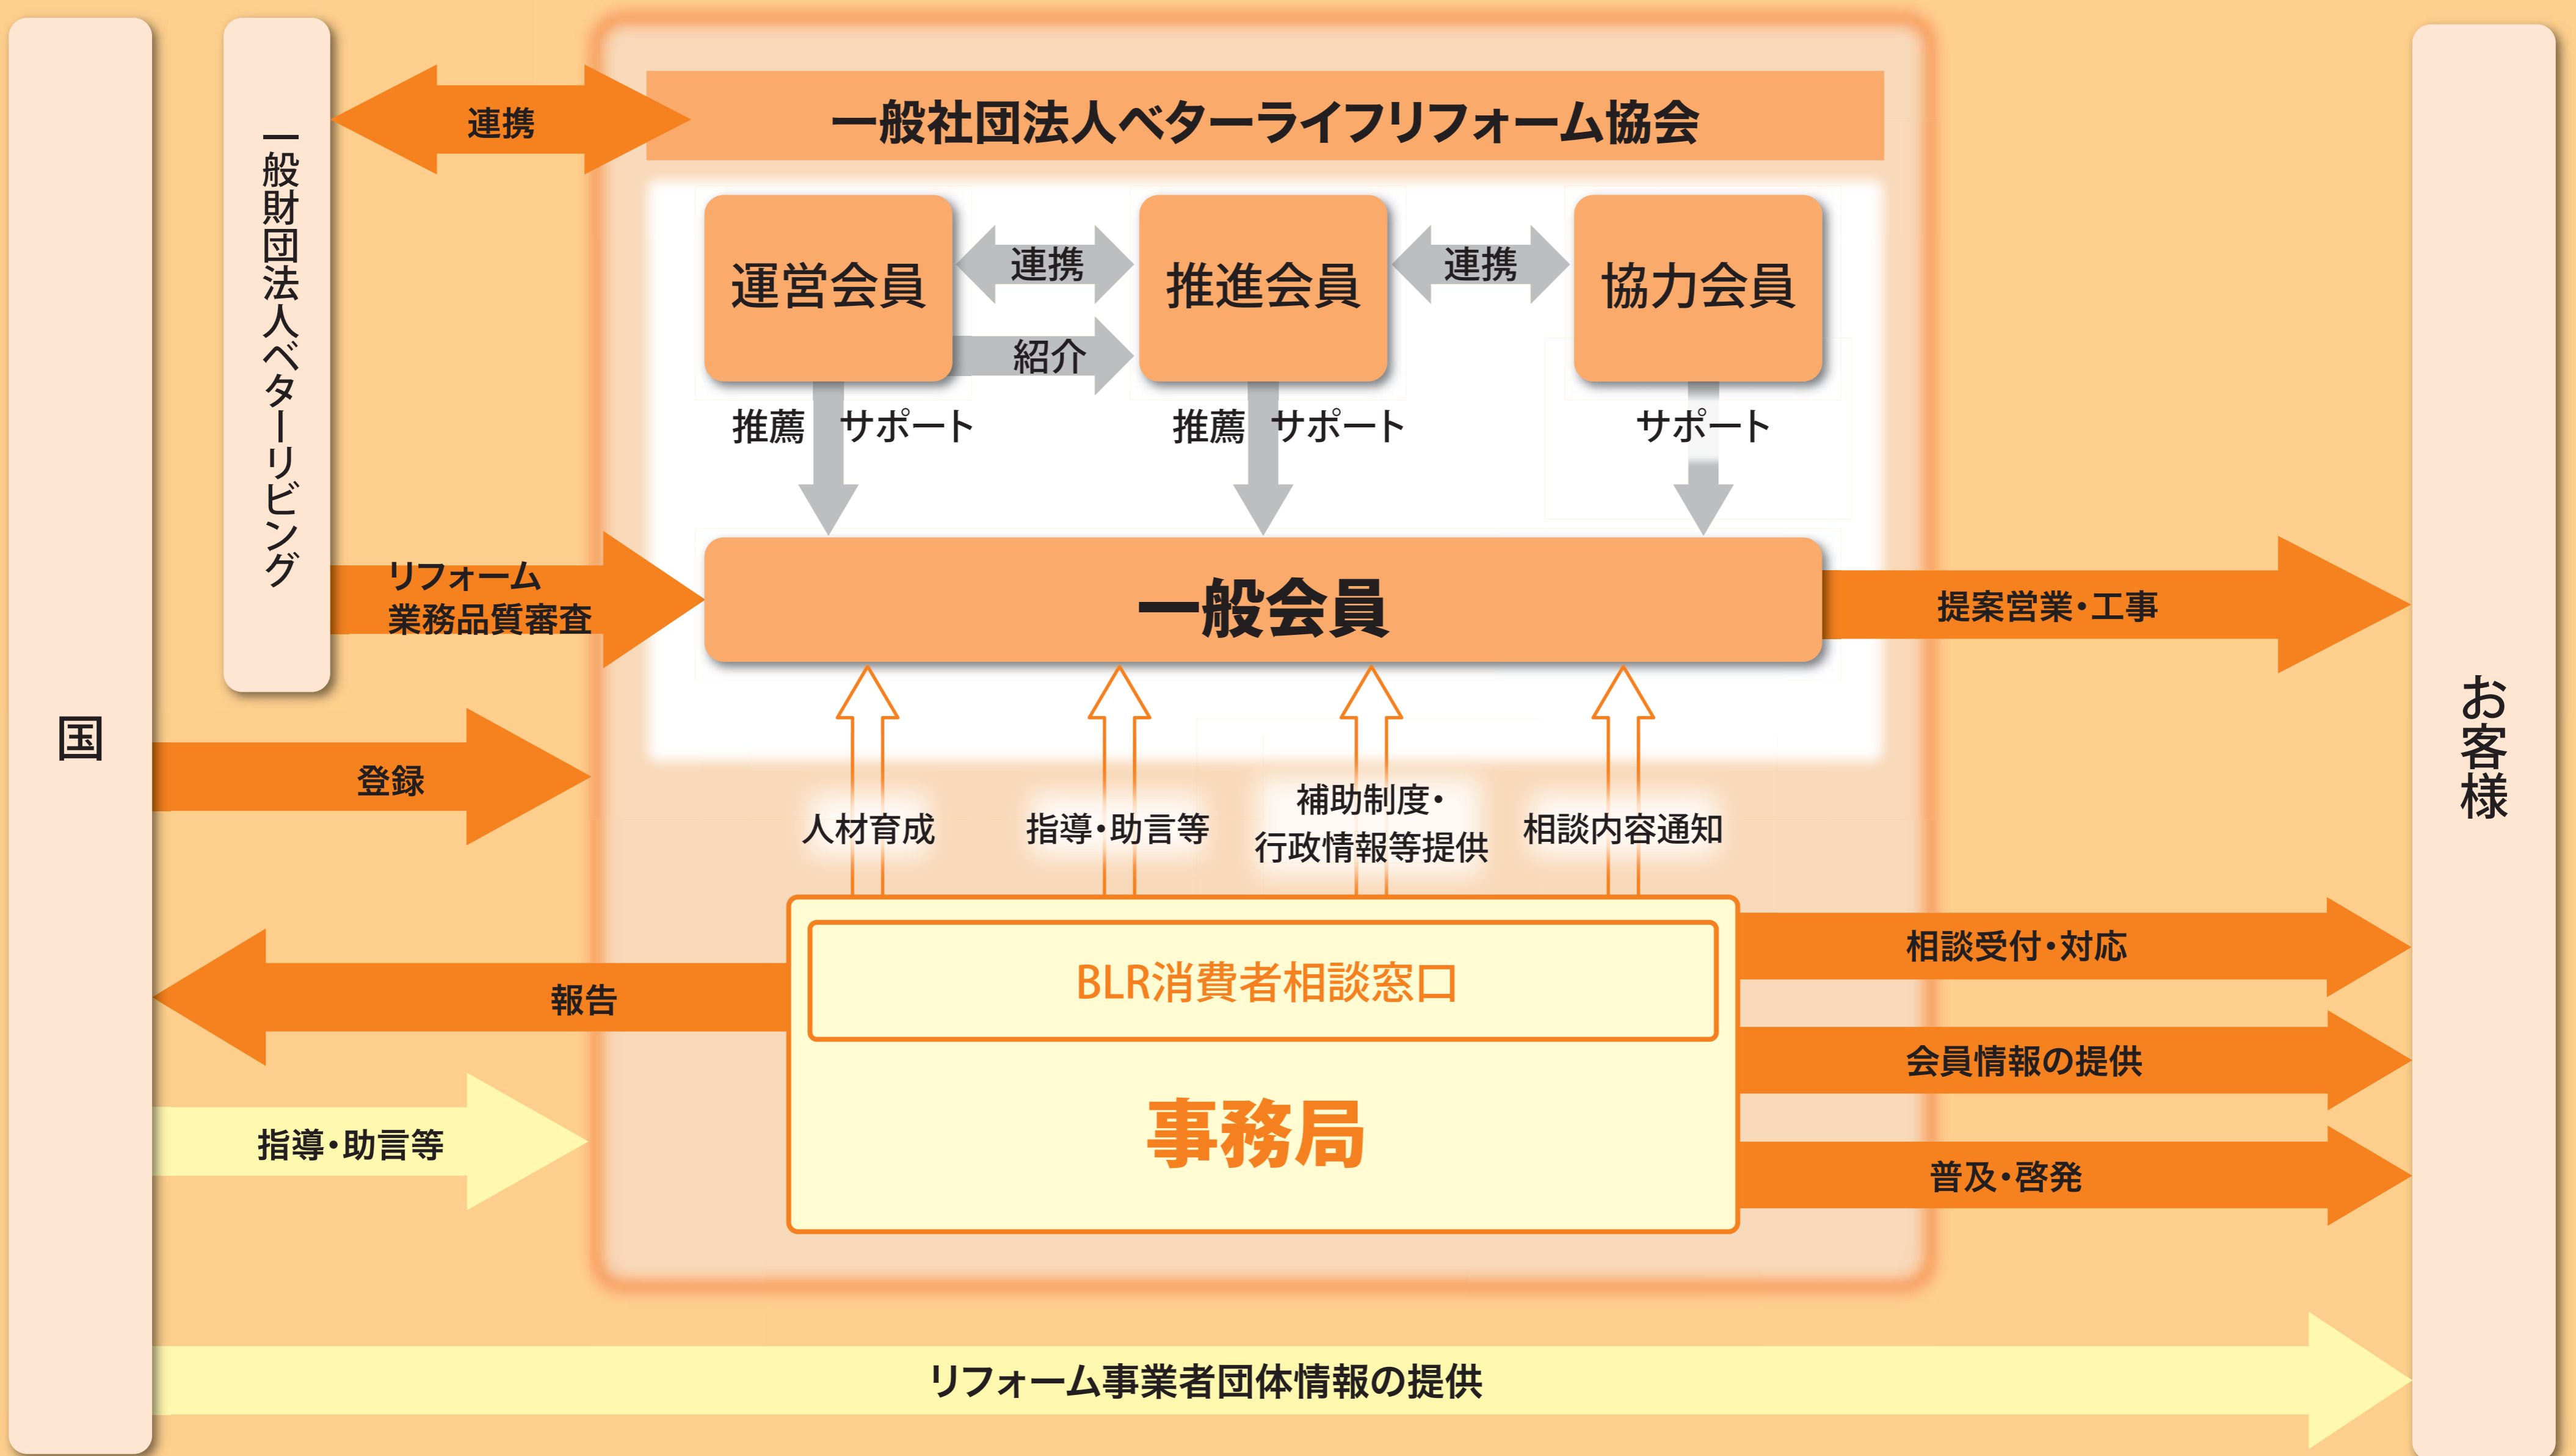 国
一般財団法人ベターリビング
連携
一般社団法人ベターライフリフォーム協会
運営会員
連携
推進会員
連携
協力会員
紹介
推薦
サポート
推薦
サポート
サポート
リフォーム
業務品質審査
一般会員
提案営業・工事
お客様
登録
人材育成
指導・助言等
補助制度・
行政情報等提供
相談内容通知
報告
BLR消費者相談窓口
事務局
相談受付・対応
会員情報の提供
普及・啓発
指導・助言等
リフォーム事業者団体情報の提供